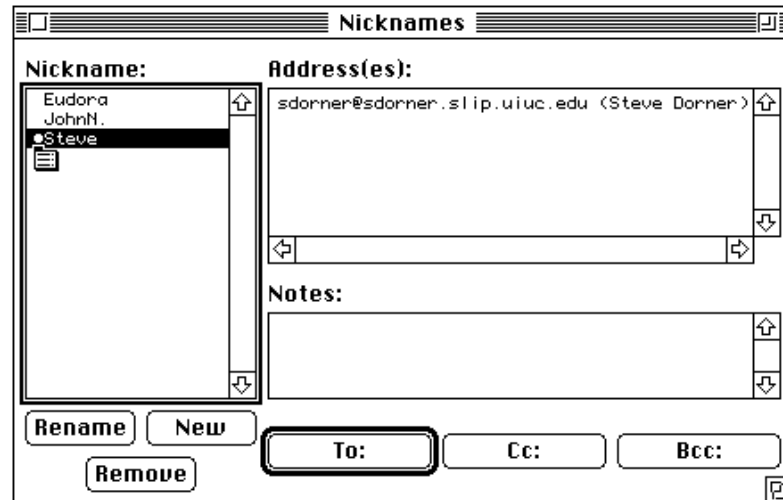 Nicknames
Nickname:
Eudora
JohnN.
Steve
Address(es):
sdorner@sdorner.slip.uiuc.edu (Steve Dorner)
Notes:
Rename
New
Remove
To:
Cc:
Bcc: